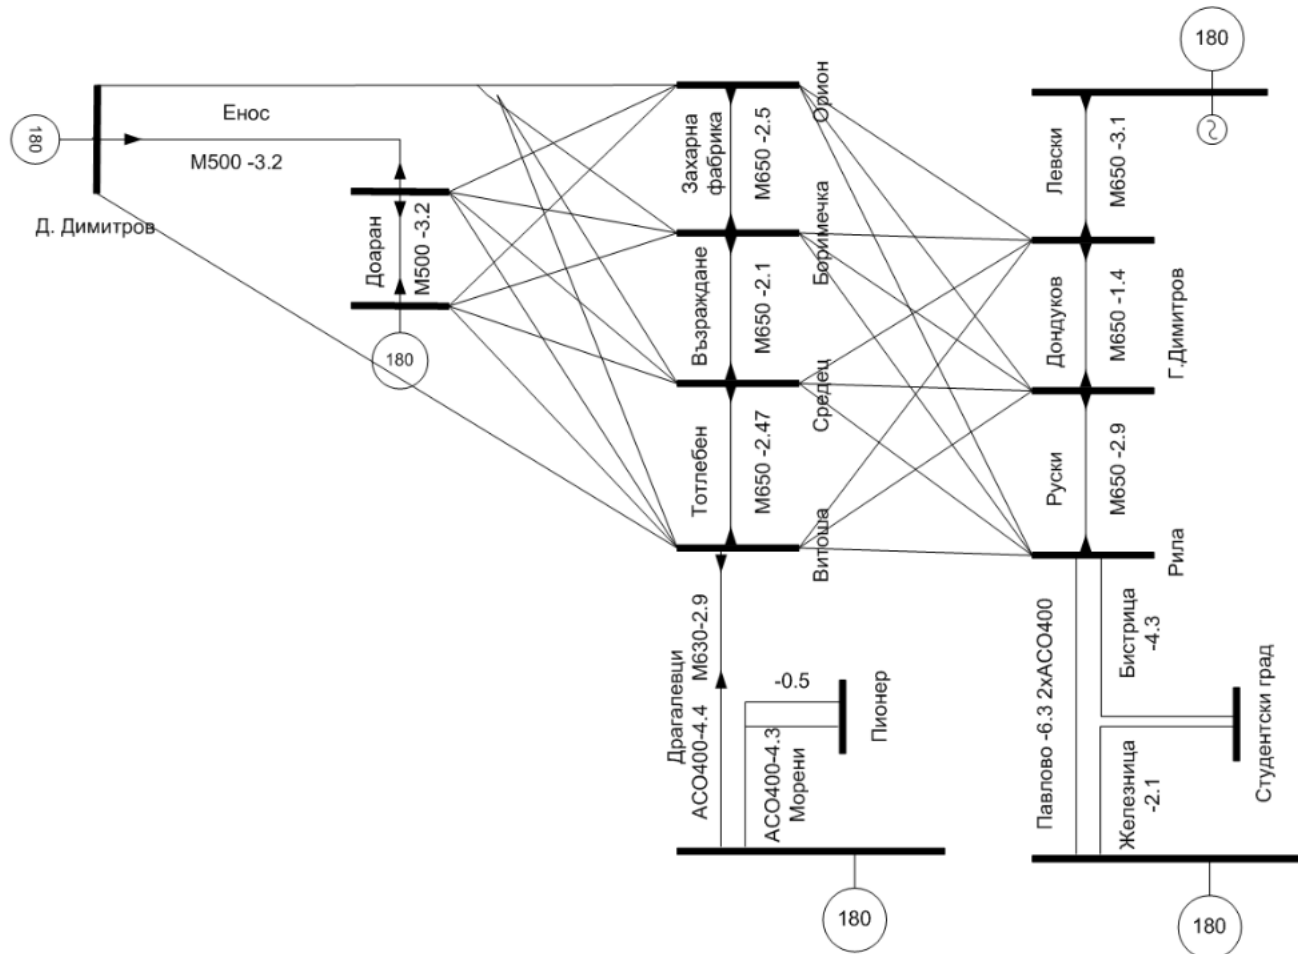 180
180
Енос
М500 -3.2
Д. Димитров
Доаран
М500 -3.2
180
Захарна
фабрика
М650 -2.5
Орион
Възраждане
М650 -2.1
Боримечка
Тотлебен
М650 -2.47
Средец
Витоша
Левски
М650 -3.1
Дондуков
М650 -1.4
Г.Димитров
Руски
М650 -2.9
Рила
Драгалевци
АСО400-4.4 М630-2.9
-0.5
АСО400-4.3
Морени
Пионер
180
Павлово -6.3 2хАСО400
Бистрица
-4.3
Железница
-2.1
Студентски град
180